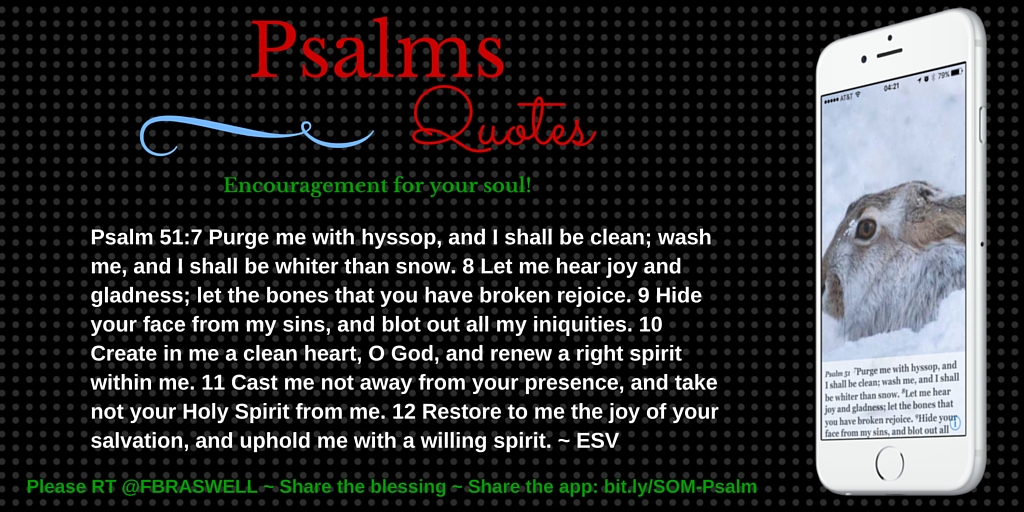 Psalms
Quotes
Encouragement for your soul!
Psalm 51:7 Purge me with hyssop, and I shall be clean; wash
me, and I shall be whiter than snow. 8 Let me hear joy and
gladness; let the bones that you have broken rejoice. 9 Hide
your face from my sins, and blot out all my iniquities. 10
Create in me a clean heart, O God, and renew a right spirit
within me. 11 Cast me not away from your presence, and take
not your Holy Spirit from me. 12 Restore to me the joy of your
salvation, and uphold me with a willing spirit. ~ ESV
Please RT @FBRASWELL ~ Share the blessing ~ Share the app: bit.ly/SOM-Psalm
AT&T 04:21 79%
Psalm 51 ⁷Purge me with hyssop, and
I shall be clean; wash me, and I shall
be whiter than snow. ⁸Let me hear
joy and gladness; let the bones that
you have broken rejoice. ⁹Hide your
face from my sins, and blot out all